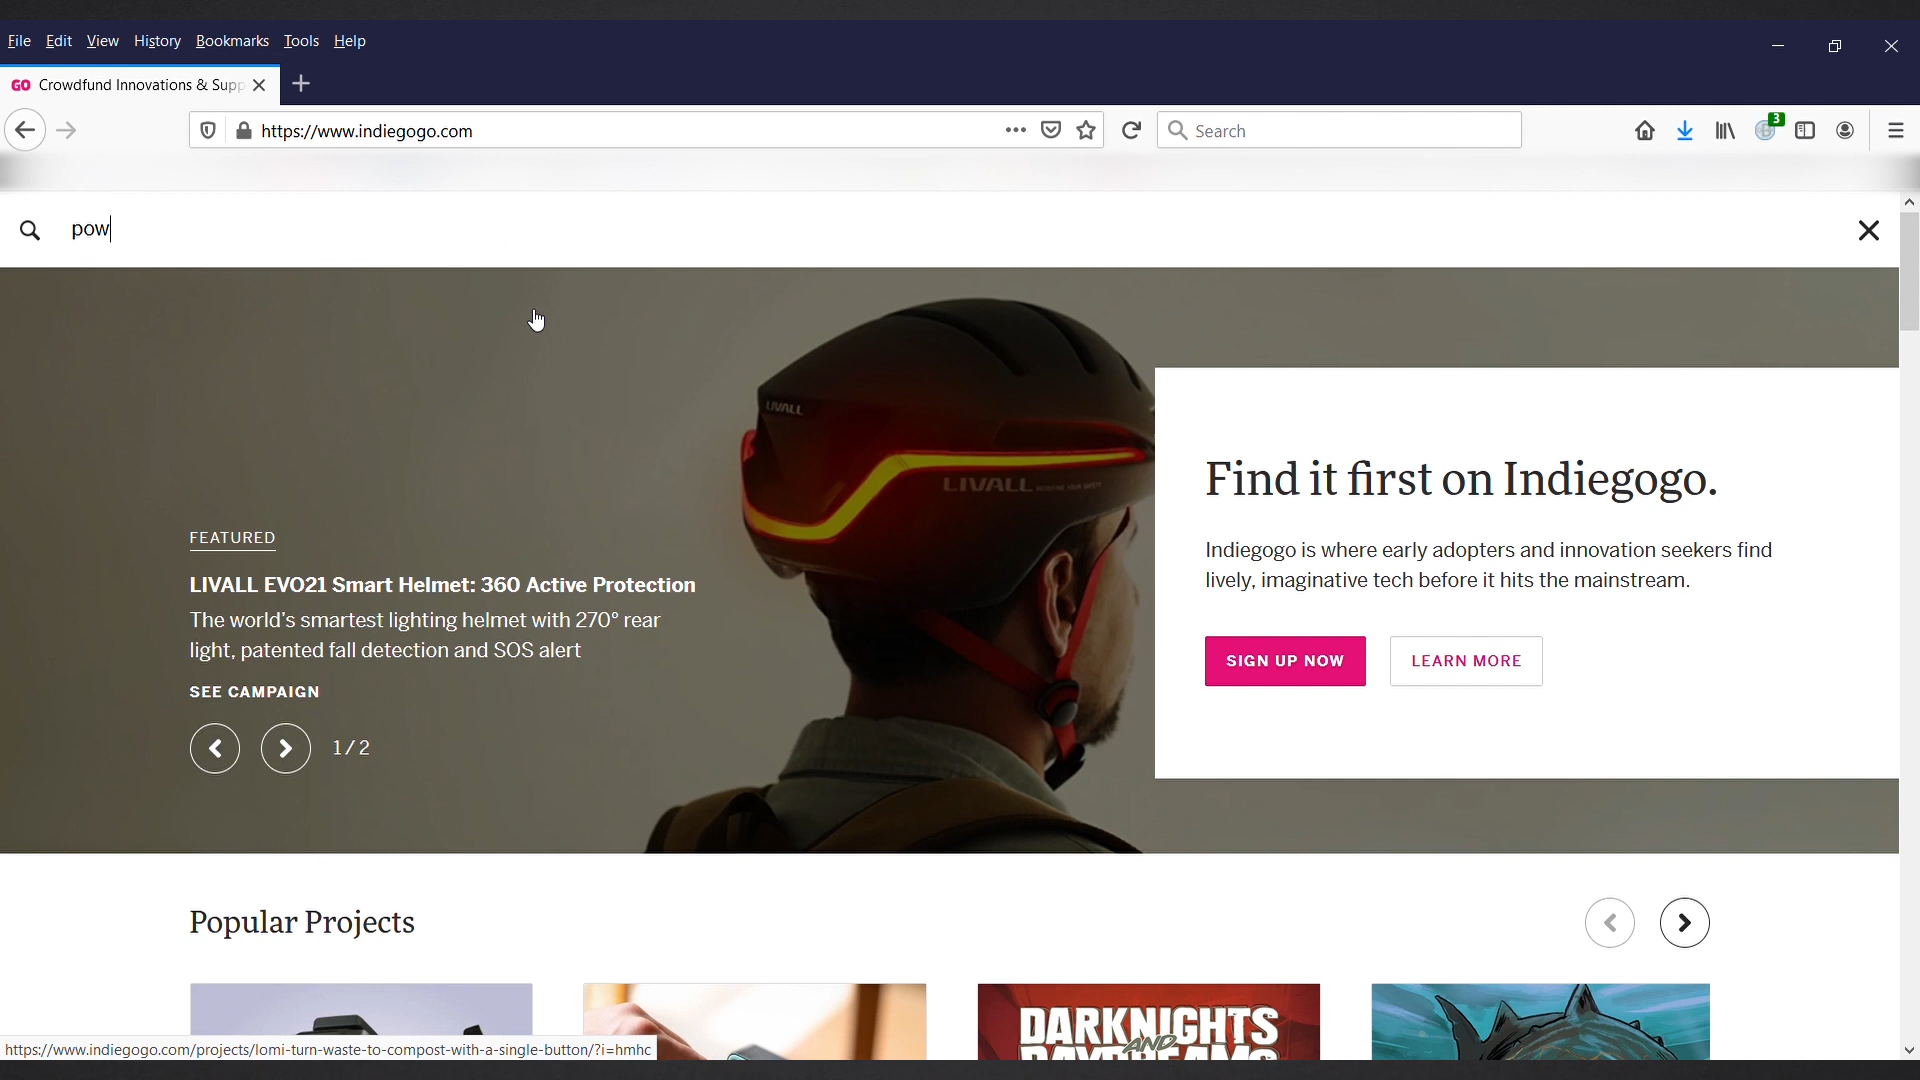 File Edit View History Bookmarks Tools Help
GO Crowdfund Innovations & Supp
https://www.indiegogo.com
Search
3
pow
LIVALL
LIVALL
FEATURED
LIVALL EVO21 Smart Helmet: 360 Active Protection
The world's smartest lighting helmet with 270° rear
light, patented fall detection and SOS alert
SEE CAMPAIGN
1 / 2
Find it first on Indiegogo.
Indiegogo is where early adopters and innovation seekers find
lively, imaginative tech before it hits the mainstream.
SIGN UP NOW LEARN MORE
Popular Projects
DARKNIGHTS
AND
DAYDREAMS
https://www.indiegogo.com/projects/lomi-turn-waste-to-compost-with-a-single-button/?i=hmhc